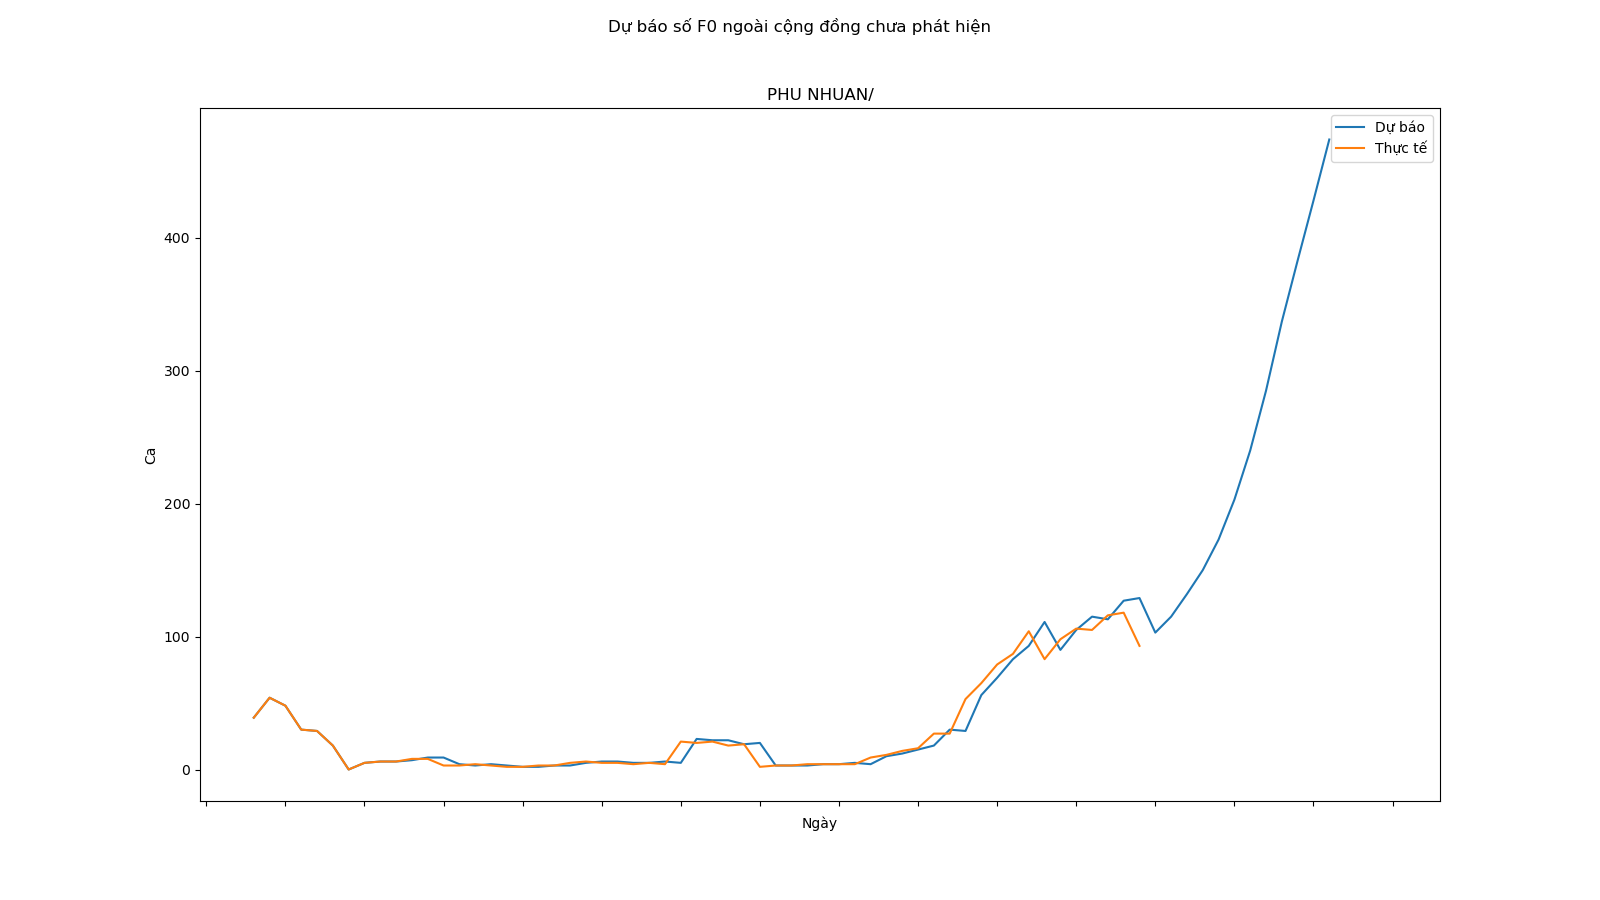 Dự báo số F0 ngoài cộng đồng chưa phát hiện
PHU NHUAN/
Dự báo
Thực tế
400
300
200
100
0
Ca
Ngày